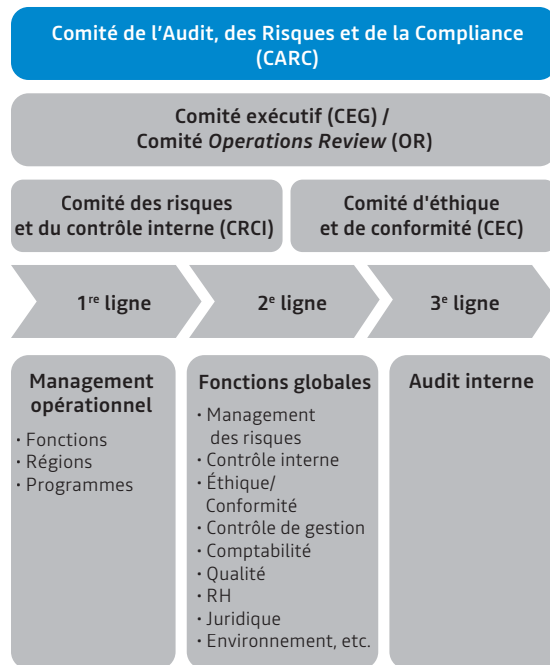 Comité de l'Audit, des Risques et de la Compliance
(CARC)
Comité exécutif (CEG) /
Comité Operations Review (OR)
Comité des risques
et du contrôle interne (CRCI)
Comité d'éthique
et de conformité (CEC)
1re ligne
2e ligne
3e ligne
Management
opérationnel
· Fonctions
· Régions
· Programmes
Fonctions globales
· Management
des risques
· Contrôle interne
· Éthique/
Conformité
· Contrôle de gestion
· Comptabilité
· Qualité
· RH
· Juridique
· Environnement, etc.
Audit interne